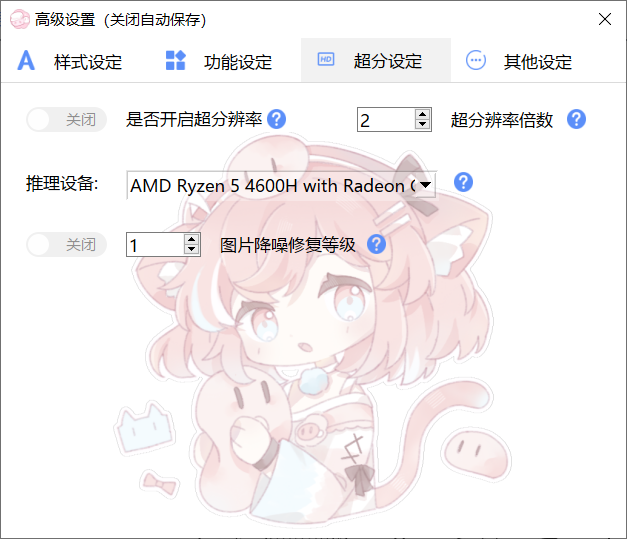 高级设置（关闭自动保存）
A 样式设定 功能设定 HD 超分设定 其他设定
关闭 是否开启超分辨率 ? 2 超分辨率倍数 ?
推理设备: AMD Ryzen 5 4600H with Radeon ?
关闭 1 图片降噪修复等级 ?